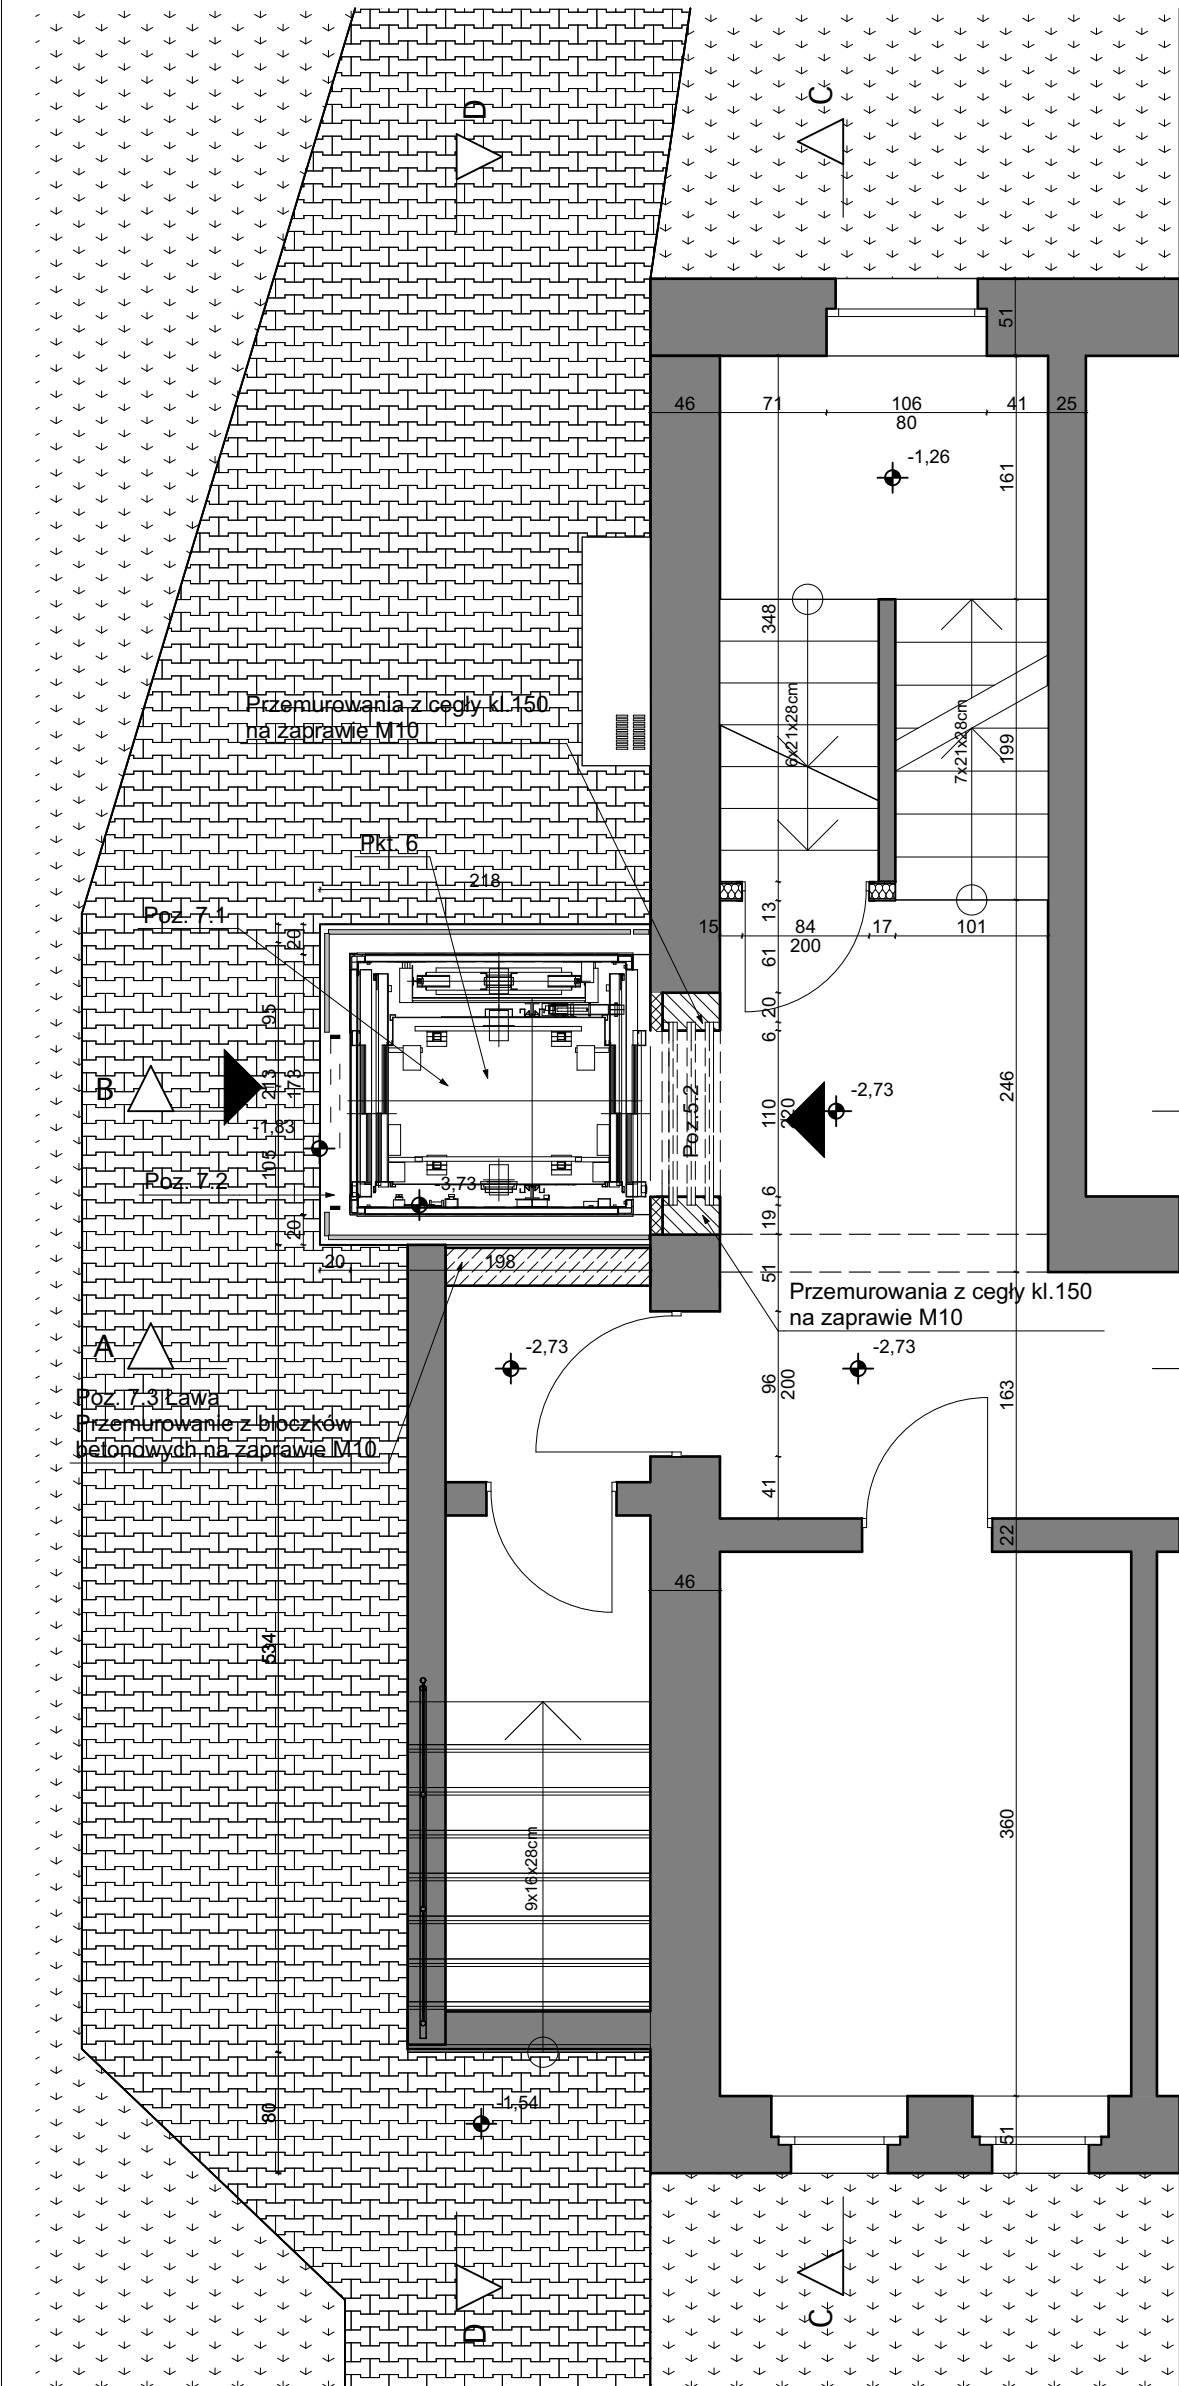 D
C
51
46
71
106
41
25
80
-1,26
161
348
6x21x28cm
7x21x28cm
199
Przemurowania z cegły kl.150
na zaprawie M10
Pkt. 6
218
Poz. 7.1
13
15
84
17
101
200
61
20
6
20
95
B
213
173
-1,83
105
Poz. 7.2
-3,73
20
Poz.5.2
110
220
-2,73
246
6
19
51
20
198
Przemurowania z cegły kl.150
na zaprawie M10
A
-2,73
-2,73
96
200
163
Poz. 7.3 Ława
Przemurowanie z bloczków
betonowych na zaprawie M10
41
22
46
534
9x16x28cm
360
80
-1,54
51
D
C